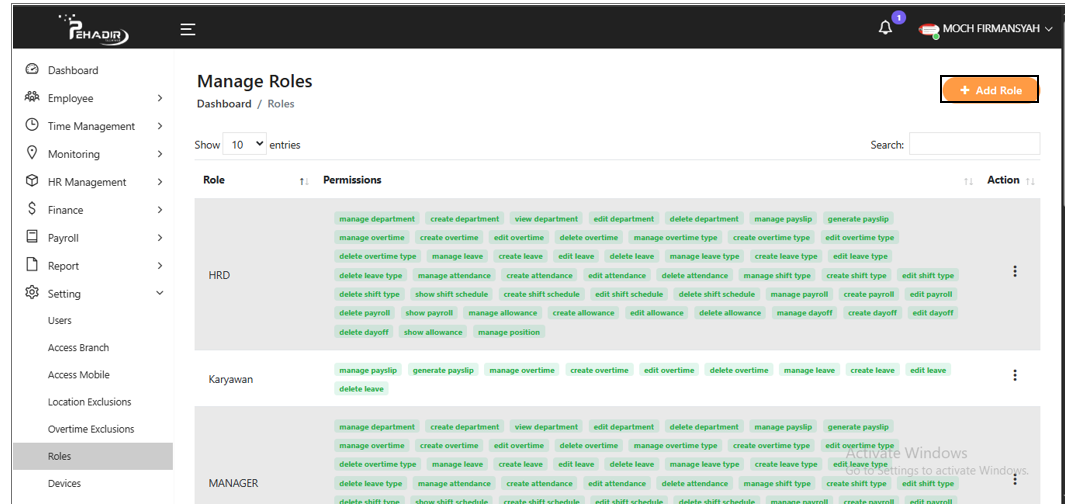 PEHADIR
1
MOCH FIRMANSYAH
Dashboard
Employee
Time Management
Monitoring
HR Management
Finance
Payroll
Report
Setting
Users
Access Branch
Access Mobile
Location Exclusions
Overtime Exclusions
Roles
Devices
Manage Roles
Dashboard / Roles
+ Add Role
Show 10 entries
Search:
Role Permissions Action
HRD
manage department create department view department edit department delete department manage payslip generate payslip
manage overtime create overtime edit overtime delete overtime manage overtime type create overtime type edit overtime type
delete overtime type manage leave create leave edit leave delete leave manage leave type create leave type edit leave type
delete leave type manage attendance create attendance edit attendance delete attendance manage shift type create shift type edit shift type
delete shift type show shift schedule create shift schedule edit shift schedule delete shift schedule manage payroll create payroll edit payroll
delete payroll show payroll manage allowance create allowance edit allowance delete allowance manage dayoff create dayoff edit dayoff
delete dayoff show allowance manage position
Karyawan
manage payslip generate payslip manage overtime create overtime edit overtime delete overtime manage leave create leave edit leave
delete leave
MANAGER
manage department create department view department edit department delete department manage payslip generate payslip
manage overtime create overtime edit overtime delete overtime manage overtime type create overtime type edit overtime type
delete overtime type manage leave create leave edit leave delete leave manage leave type create leave type edit leave type
delete leave type manage attendance create attendance edit attendance delete attendance manage shift type create shift type edit shift type
delete shift type show shift schedule create shift schedule edit shift schedule delete shift schedule manage payroll create payroll edit payroll
Activate Windows
Go to Settings to activate Windows.